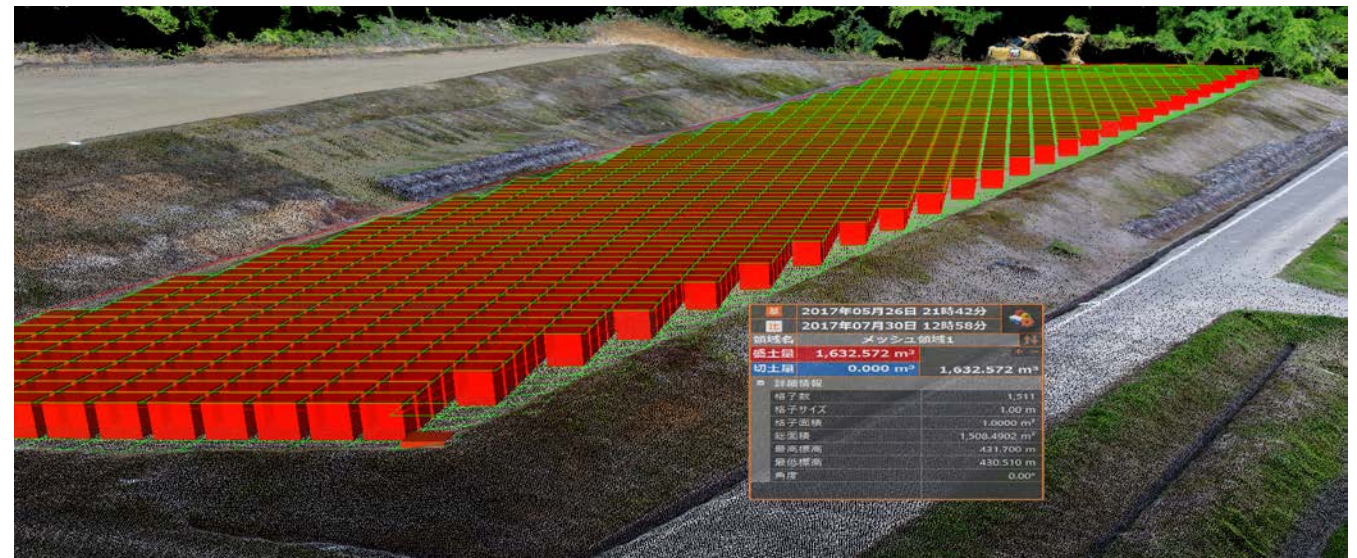 基 2017年05月26日 21時42分
比 2017年07月30日 12時58分
領域名 メッシュ領域1
盛土量 1,632.572 m³
切土量 0.000 m³ 1,632.572 m³
詳細情報
格子数 1,511
格子サイズ 1.00 m
格子面積 1.0000 m²
総面積 1,508.4902 m²
最高標高 431.700 m
最低標高 430.510 m
角度 0.00°